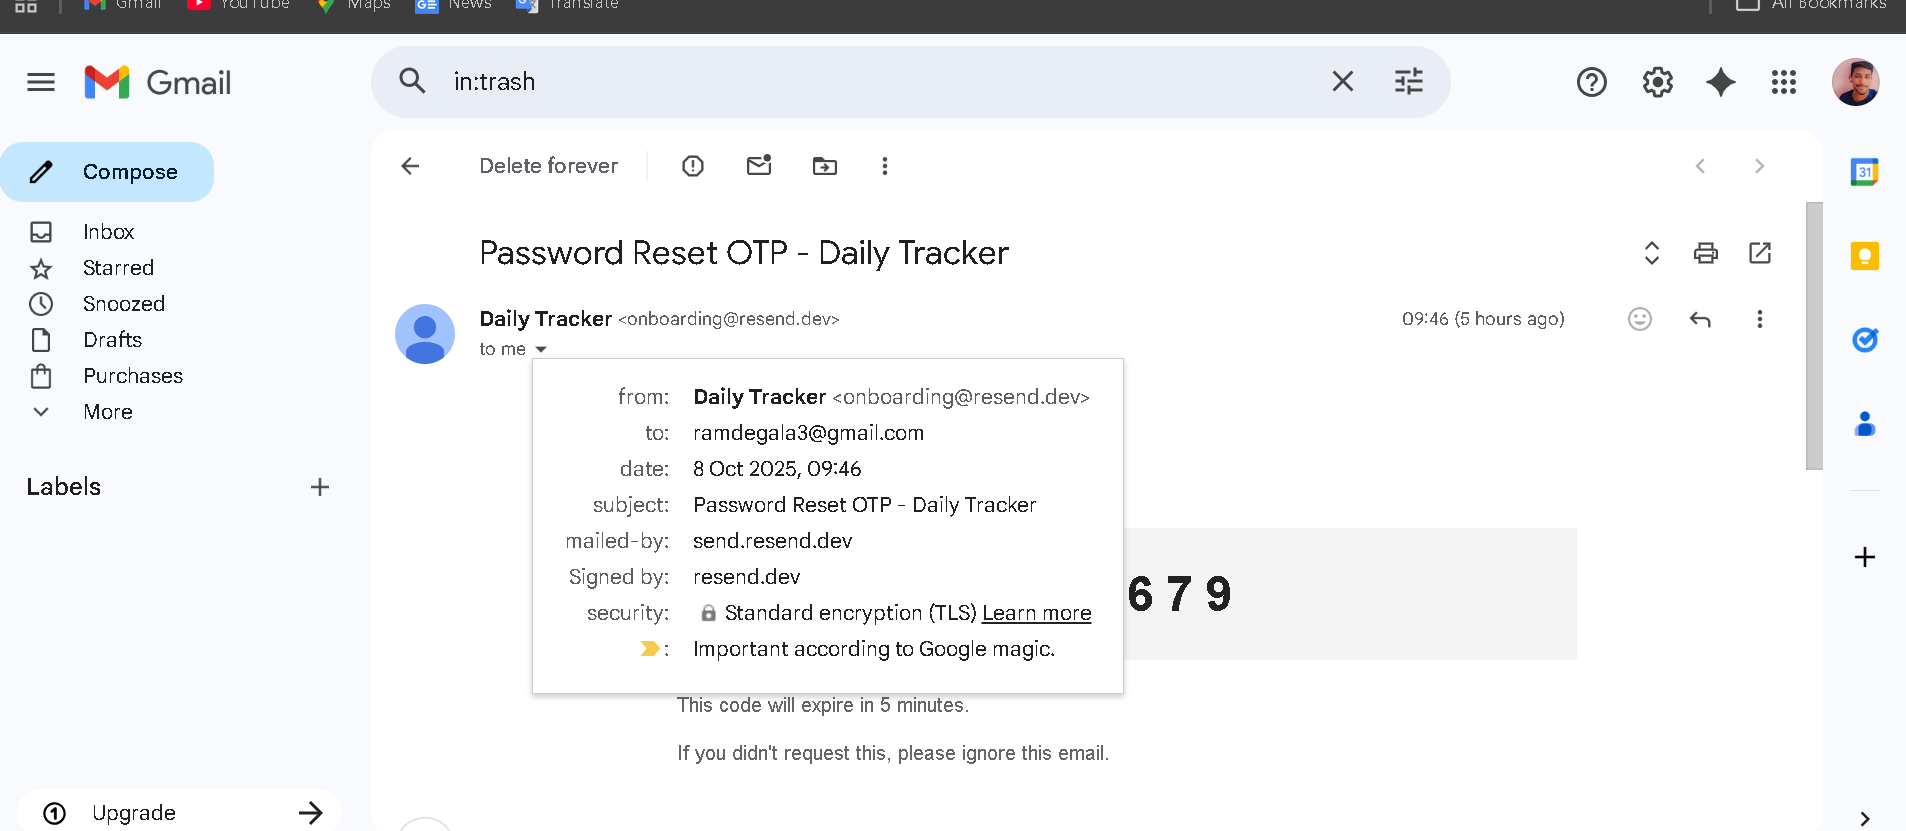 Gmail
YouTube
Maps
News
Translate
All Bookmarks
Gmail
in:trash
Compose
Inbox
Starred
Snoozed
Drafts
Purchases
More
Labels
Upgrade
Delete forever
Password Reset OTP - Daily Tracker
Daily Tracker <onboarding@resend.dev>
09:46 (5 hours ago)
to me
from: Daily Tracker <onboarding@resend.dev>
to: ramdegala3@gmail.com
date: 8 Oct 2025, 09:46
subject: Password Reset OTP - Daily Tracker
mailed-by: send.resend.dev
Signed by: resend.dev
security: Standard encryption (TLS) Learn more
: Important according to Google magic.
6 7 9
This code will expire in 5 minutes.
If you didn't request this, please ignore this email.
31